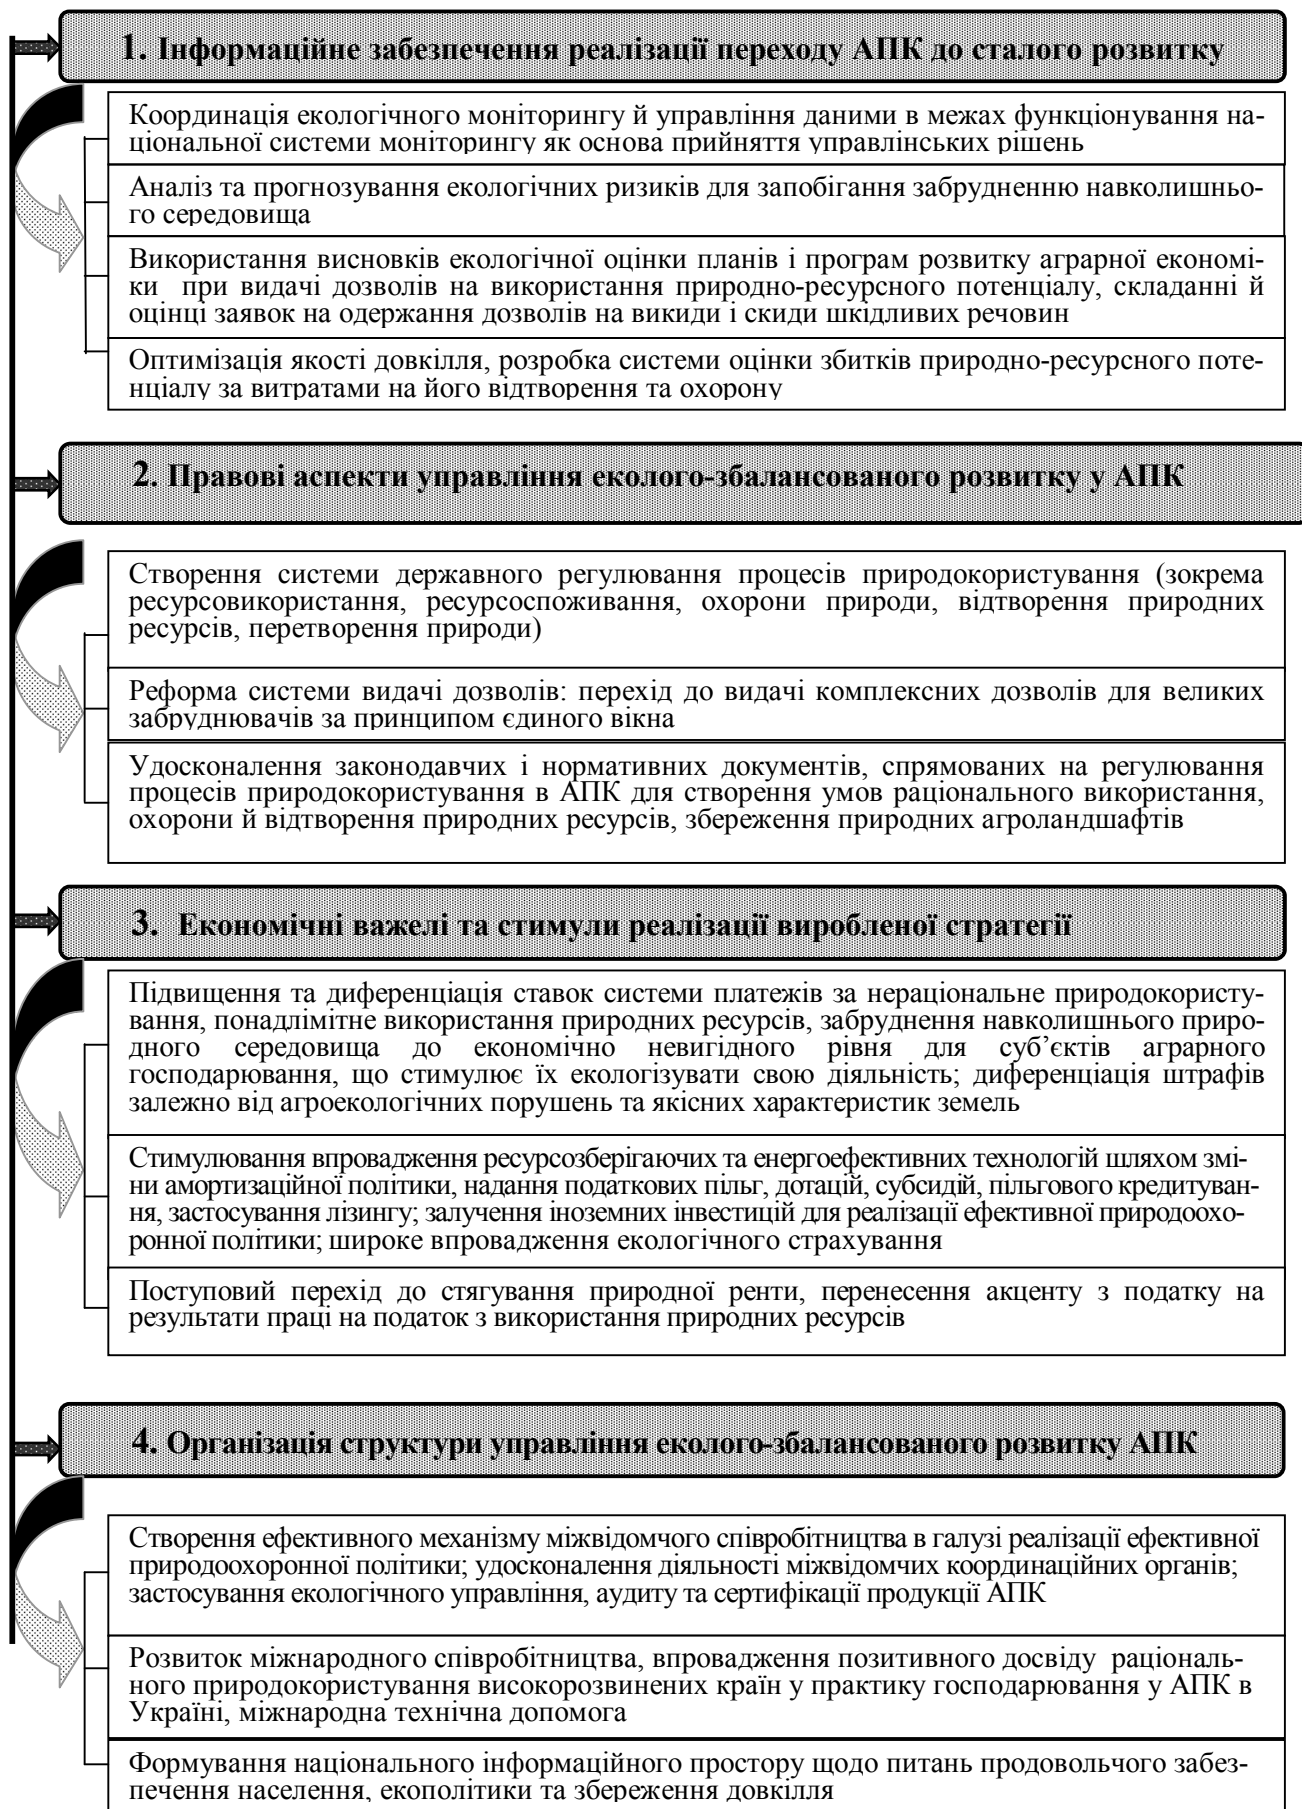 1. Інформаційне забезпечення реалізації переходу АПК до сталого розвитку
Координація екологічного моніторингу й управління даними в межах функціонування на-
ціональної системи моніторингу як основа прийняття управлінських рішень
Аналіз та прогнозування екологічних ризиків для запобігання забрудненню навколишньо-
го середовища
Використання висновків екологічної оцінки планів і програм розвитку аграрної економі-
ки при видачі дозволів на використання природно-ресурсного потенціалу, складанні й
оцінці заявок на одержання дозволів на викиди і скиди шкідливих речовин
Оптимізація якості довкілля, розробка системи оцінки збитків природно-ресурсного поте-
нціалу за витратами на його відтворення та охорону
2. Правові аспекти управління еколого-збалансованого розвитку у АПК
Створення системи державного регулювання процесів природокористування (зокрема
ресурсовикористання, ресурсоспоживання, охорони природи, відтворення природних
ресурсів, перетворення природи)
Реформа системи видачі дозволів: перехід до видачі комплексних дозволів для великих
забруднювачів за принципом єдиного вікна
Удосконалення законодавчих і нормативних документів, спрямованих на регулювання
процесів природокористування в АПК для створення умов раціонального використання,
охорони й відтворення природних ресурсів, збереження природних агроландшафтів
3. Економічні важелі та стимули реалізації виробленої стратегії
Підвищення та диференціація ставок системи платежів за нераціональне природокористу-
вання, понадлімітне використання природних ресурсів, забруднення навколишнього приро-
дного середовища до економічно невигідного рівня для суб’єктів аграрного
господарювання, що стимулює їх екологізувати свою діяльність; диференціація штрафів
залежно від агроекологічних порушень та якісних характеристик земель
Стимулювання впровадження ресурсозберігаючих та енергоефективних технологій шляхом змі-
ни амортизаційної політики, надання податкових пільг, дотацій, субсидій, пільгового кредитуван-
ня, застосування лізингу; залучення іноземних інвестицій для реалізації ефективної природоохо-
ронної політики; широке впровадження екологічного страхування
Поступовий перехід до стягування природної ренти, перенесення акценту з податку на
результати праці на податок з використання природних ресурсів
4. Організація структури управління еколого-збалансованого розвитку АПК
Створення ефективного механізму міжвідомчого співробітництва в галузі реалізації ефективної
природоохоронної політики; удосконалення діяльності міжвідомчих координаційних органів;
застосування екологічного управління, аудиту та сертифікації продукції АПК
Розвиток міжнародного співробітництва, впровадження позитивного досвіду раціональ-
ного природокористування високорозвинених країн у практику господарювання у АПК в
Україні, міжнародна технічна допомога
Формування національного інформаційного простору щодо питань продовольчого забез-
печення населення, екополітики та збереження довкілля